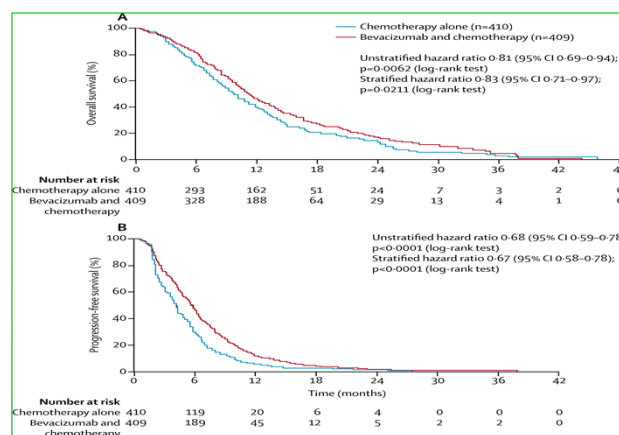 A
Chemotherapy alone (n=410)
Bevacizumab and chemotherapy (n=409)
Unstratified hazard ratio 0·81 (95% CI 0·69–0·94);
p=0·0062 (log-rank test)
Stratified hazard ratio 0·83 (95% CI 0·71–0·97);
p=0·0211 (log-rank test)
Overall survival (%)
100
80
60
40
20
0
0 6 12 18 24 30 36 42
Number at risk
Chemotherapy alone 410 293 162 51 24 7 3 2
Bevacizumab and 409 328 188 64 29 13 4 1
chemotherapy
B
Unstratified hazard ratio 0·68 (95% CI 0·59–0·78
p<0·0001 (log-rank test)
Stratified hazard ratio 0·67 (95% CI 0·58–0·78);
p<0·0001 (log-rank test)
Progression-free survival (%)
100
80
60
40
20
0
0 6 12 18 24 30 36 42
Time (months)
Number at risk
Chemotherapy alone 410 119 20 6 4 0 0 0
Bevacizumab and 409 189 45 12 5 2 2 0
chemotherapy